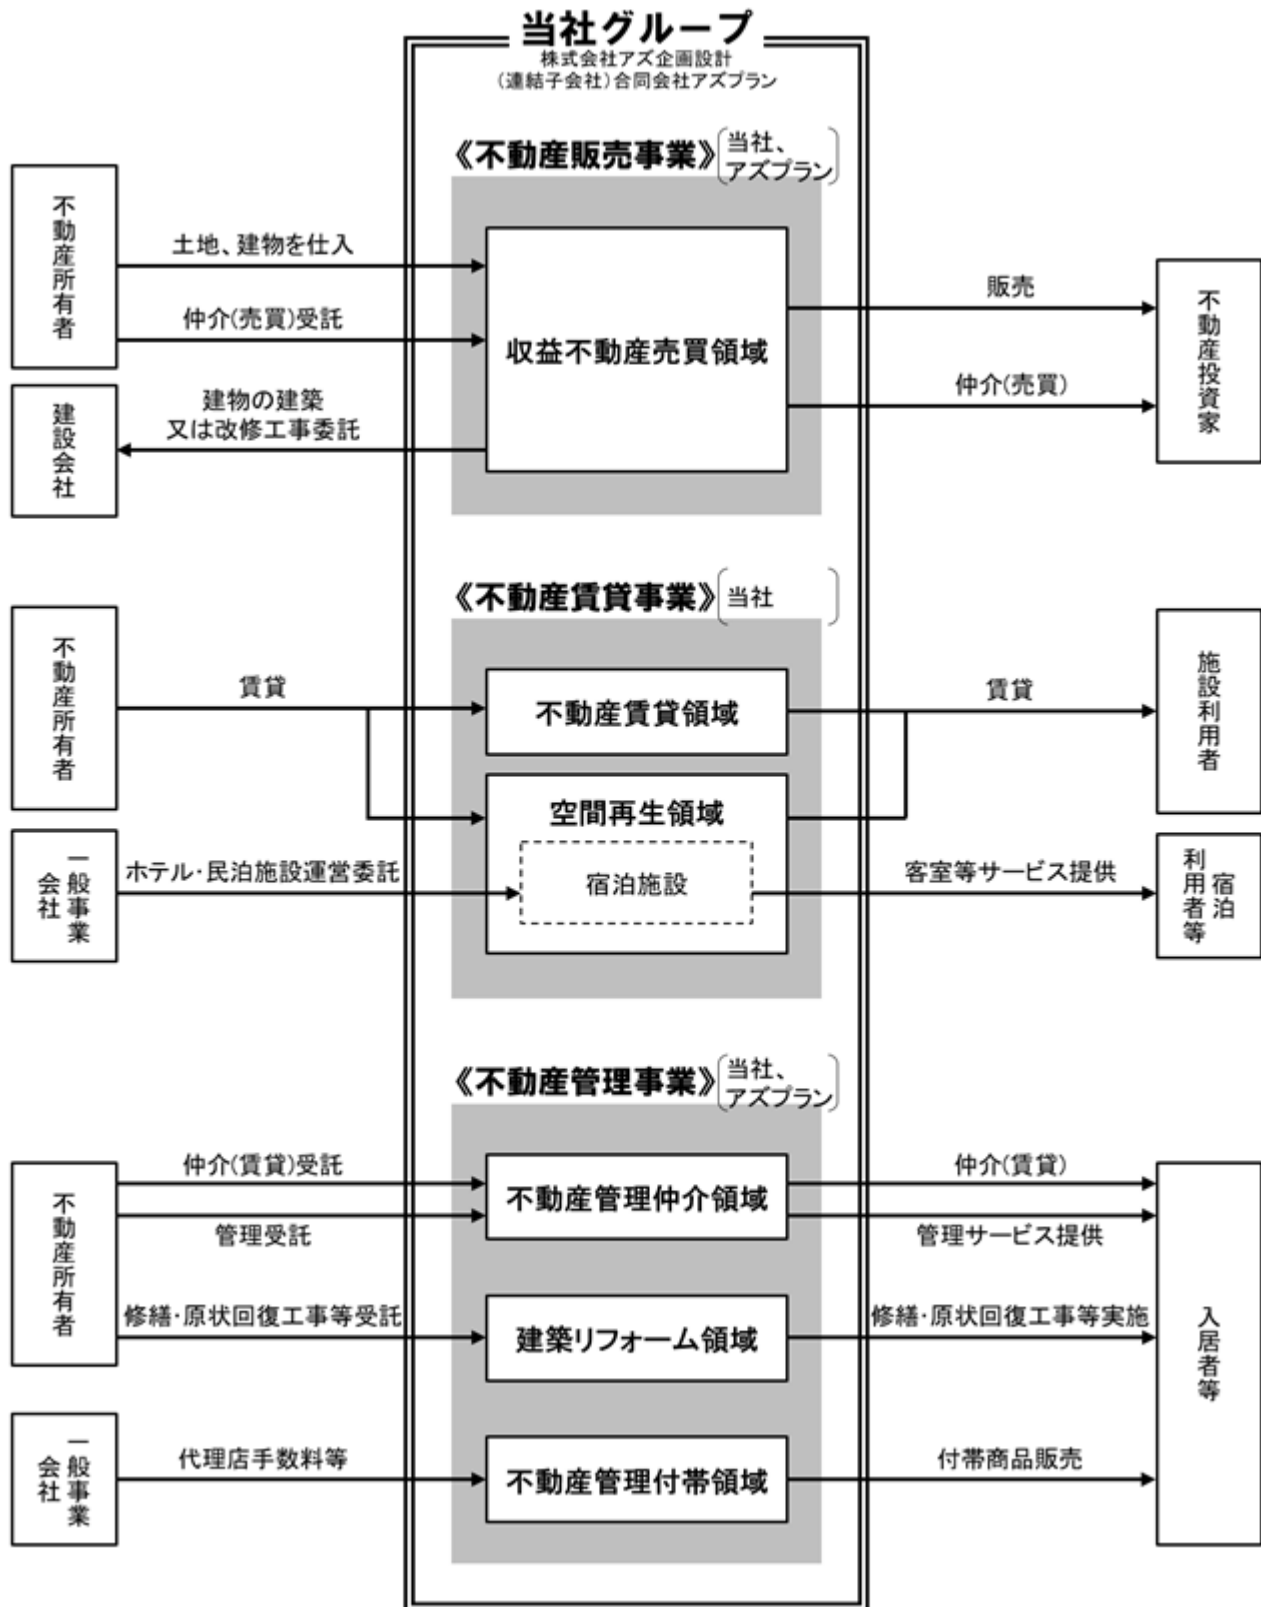 当社グループ
株式会社アズ企画設計
(連結子会社)合同会社アズプラン
《不動産販売事業》
当社、
アズプラン
不動産所有者
土地、建物を仕入
仲介(売買)受託
建設会社
建物の建築
又は改修工事委託
収益不動産売買領域
販売
仲介(売買)
不動産投資家
《不動産賃貸事業》
当社
不動産所有者
賃貸
不動産賃貸領域
賃貸
施設利用者
空間再生領域
一般事業
会社
ホテル・民泊施設運営委託
宿泊施設
客室等サービス提供
宿泊
利用者等
《不動産管理事業》
当社、
アズプラン
不動産所有者
仲介(賃貸)受託
管理受託
不動産管理仲介領域
仲介(賃貸)
管理サービス提供
修繕・原状回復工事等受託
建築リフォーム領域
修繕・原状回復工事等実施
入居者等
一般事業
会社
代理店手数料等
不動産管理付帯領域
付帯商品販売